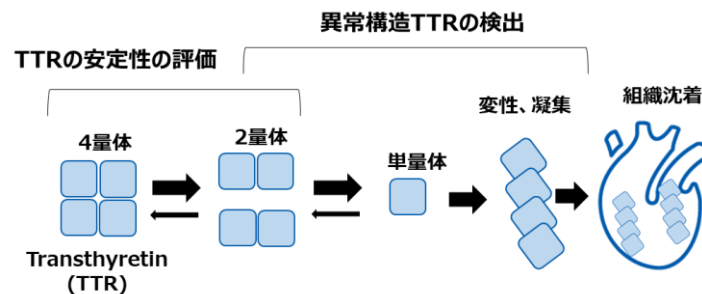 異常構造TTRの検出
TTRの安定性の評価
4量体
2量体
単量体
変性、凝集
組織沈着
Transthyretin
(TTR)